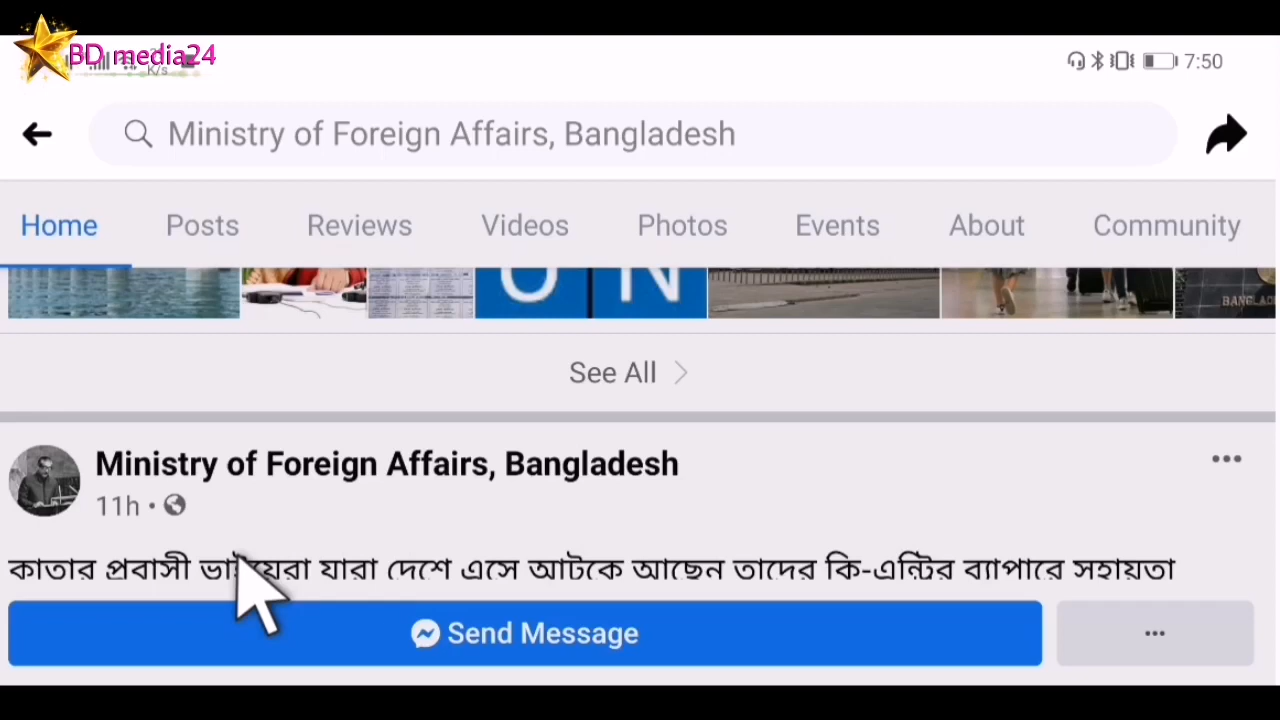 BD media24
K/s
7:50
Ministry of Foreign Affairs, Bangladesh
Home Posts Reviews Videos Photos Events About Community
UN
See All
Ministry of Foreign Affairs, Bangladesh
11h
কাতার প্রবাসী ভাইয়েরা যারা দেশে এসে আটকে আছেন তাদের কি-এন্ট্রির ব্যাপারে সহায়তা
Send Message